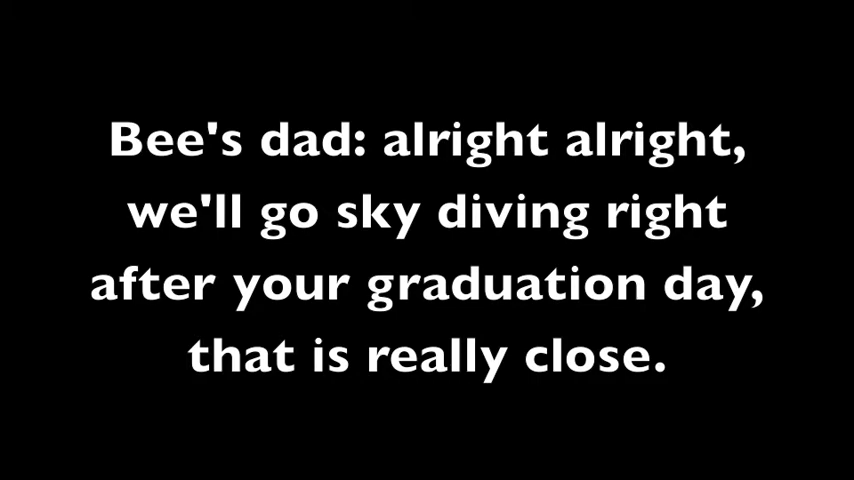 Bee's dad: alright alright,
we'll go sky diving right
after your graduation day,
that is really close.